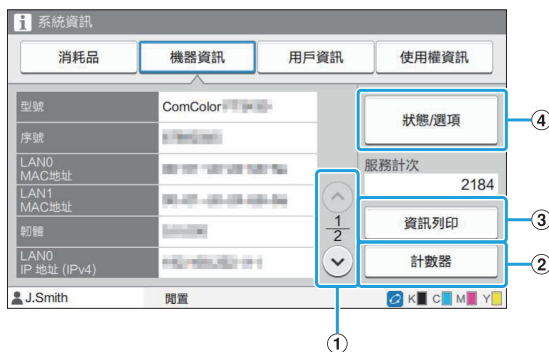 i 系統資訊
消耗品 機器資訊 用戶資訊 使用權資訊
型號 ComColor
狀態/選項 ④
序號
LAN0
MAC地址
服務計次
2184
LAN1
MAC地址
1
2
資訊列印 ③
韌體
LAN0
IP 地址 (IPv4)
計數器 ②
J.Smith 閒置 K C M Y
①